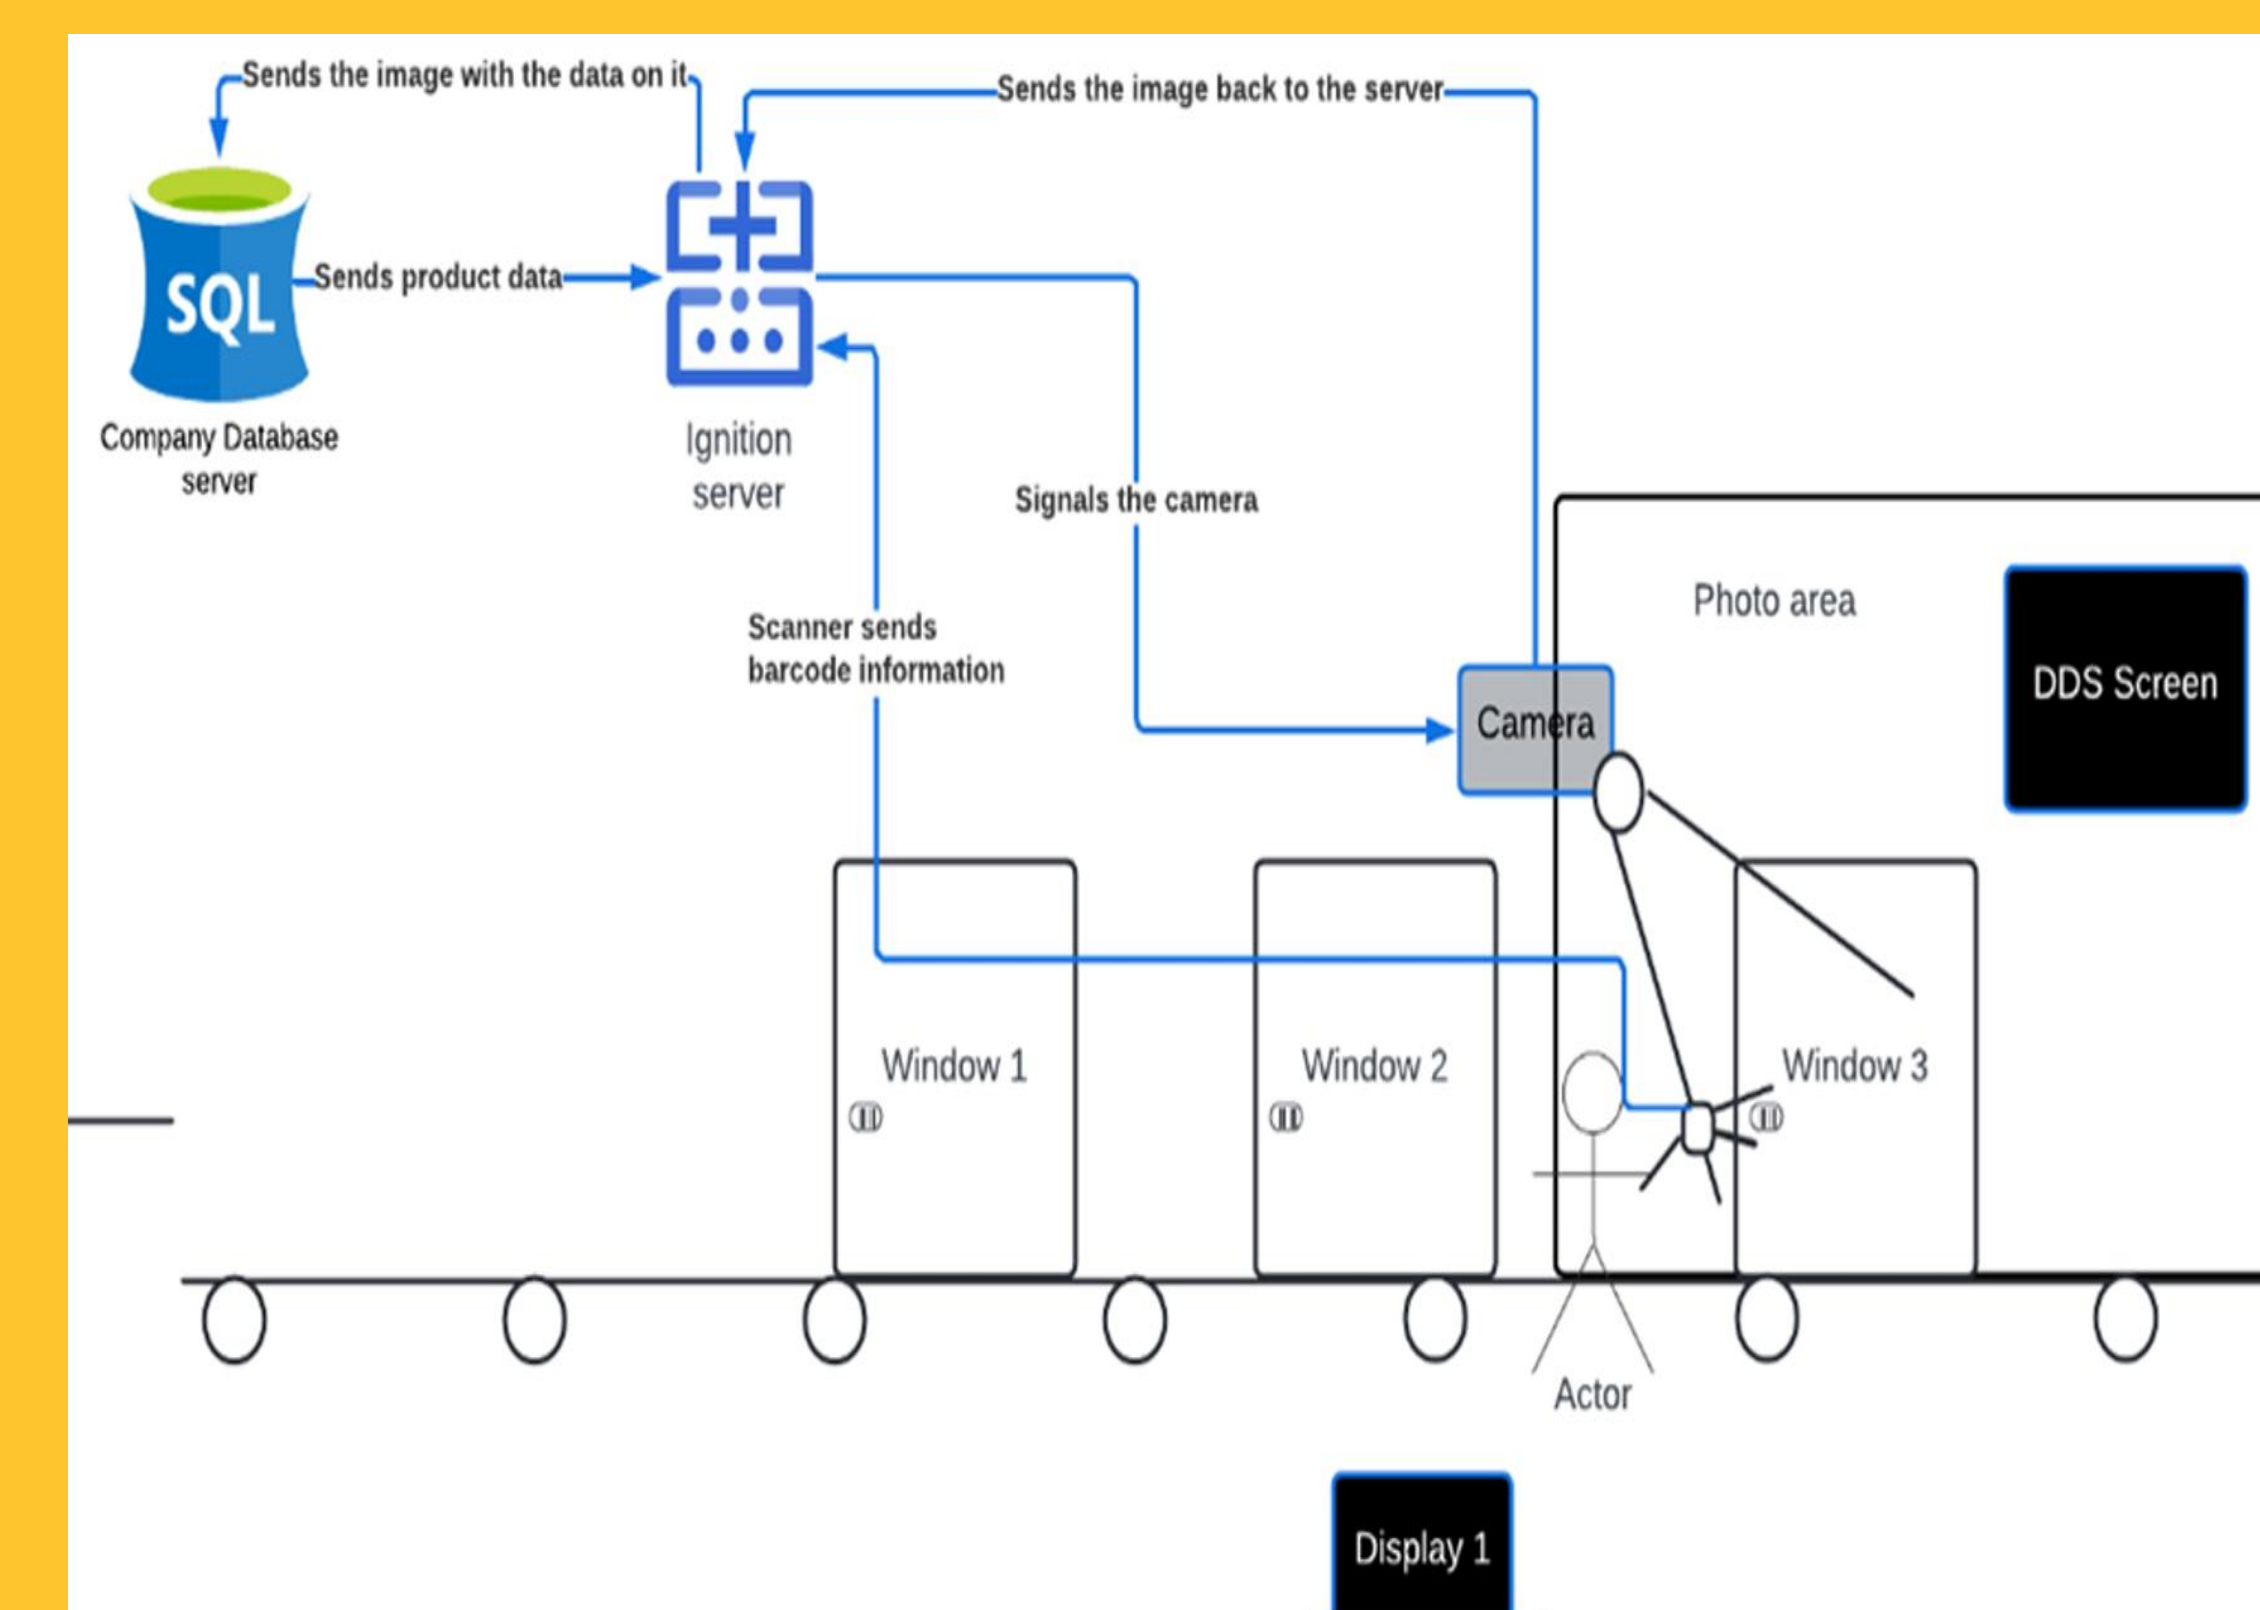 Sends the image with the data on it
Sends the image back to the server
SQL
Sends product data
Company Database
server
Ignition
server
Signals the camera
Scanner sends
barcode information
Photo area
DDS Screen
Camera
Window 1
Window 2
Window 3
Actor
Display 1